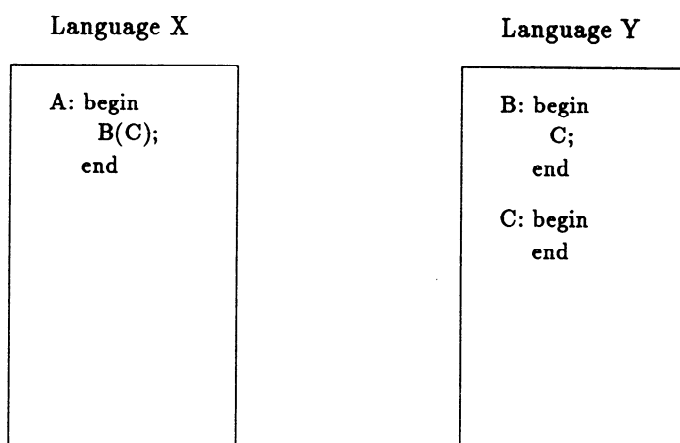 Language X
A: begin
B(C);
end
Language Y
B: begin
C;
end
C: begin
end